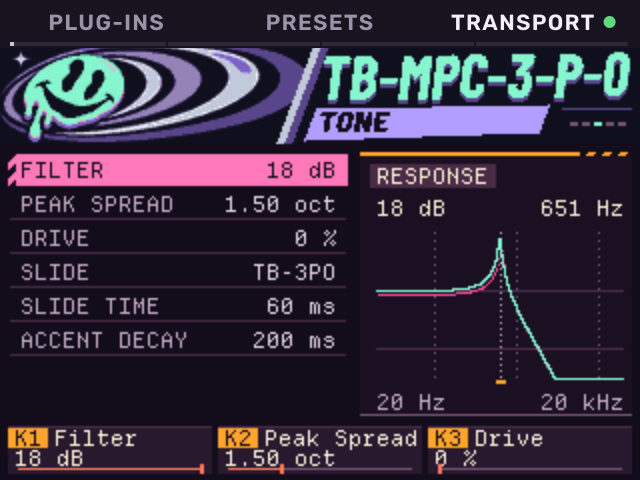 PLUG-INS PRESETS TRANSPORT
TB-MPC-3-P-O
TONE
FILTER 18 dB
PEAK SPREAD 1.50 oct
DRIVE 0 %
SLIDE TB-3PO
SLIDE TIME 60 ms
ACCENT DECAY 200 ms
RESPONSE
18 dB 651 Hz
20 Hz 20 kHz
K1 Filter
18 dB
K2 Peak Spread
1.50 oct
K3 Drive
0 %